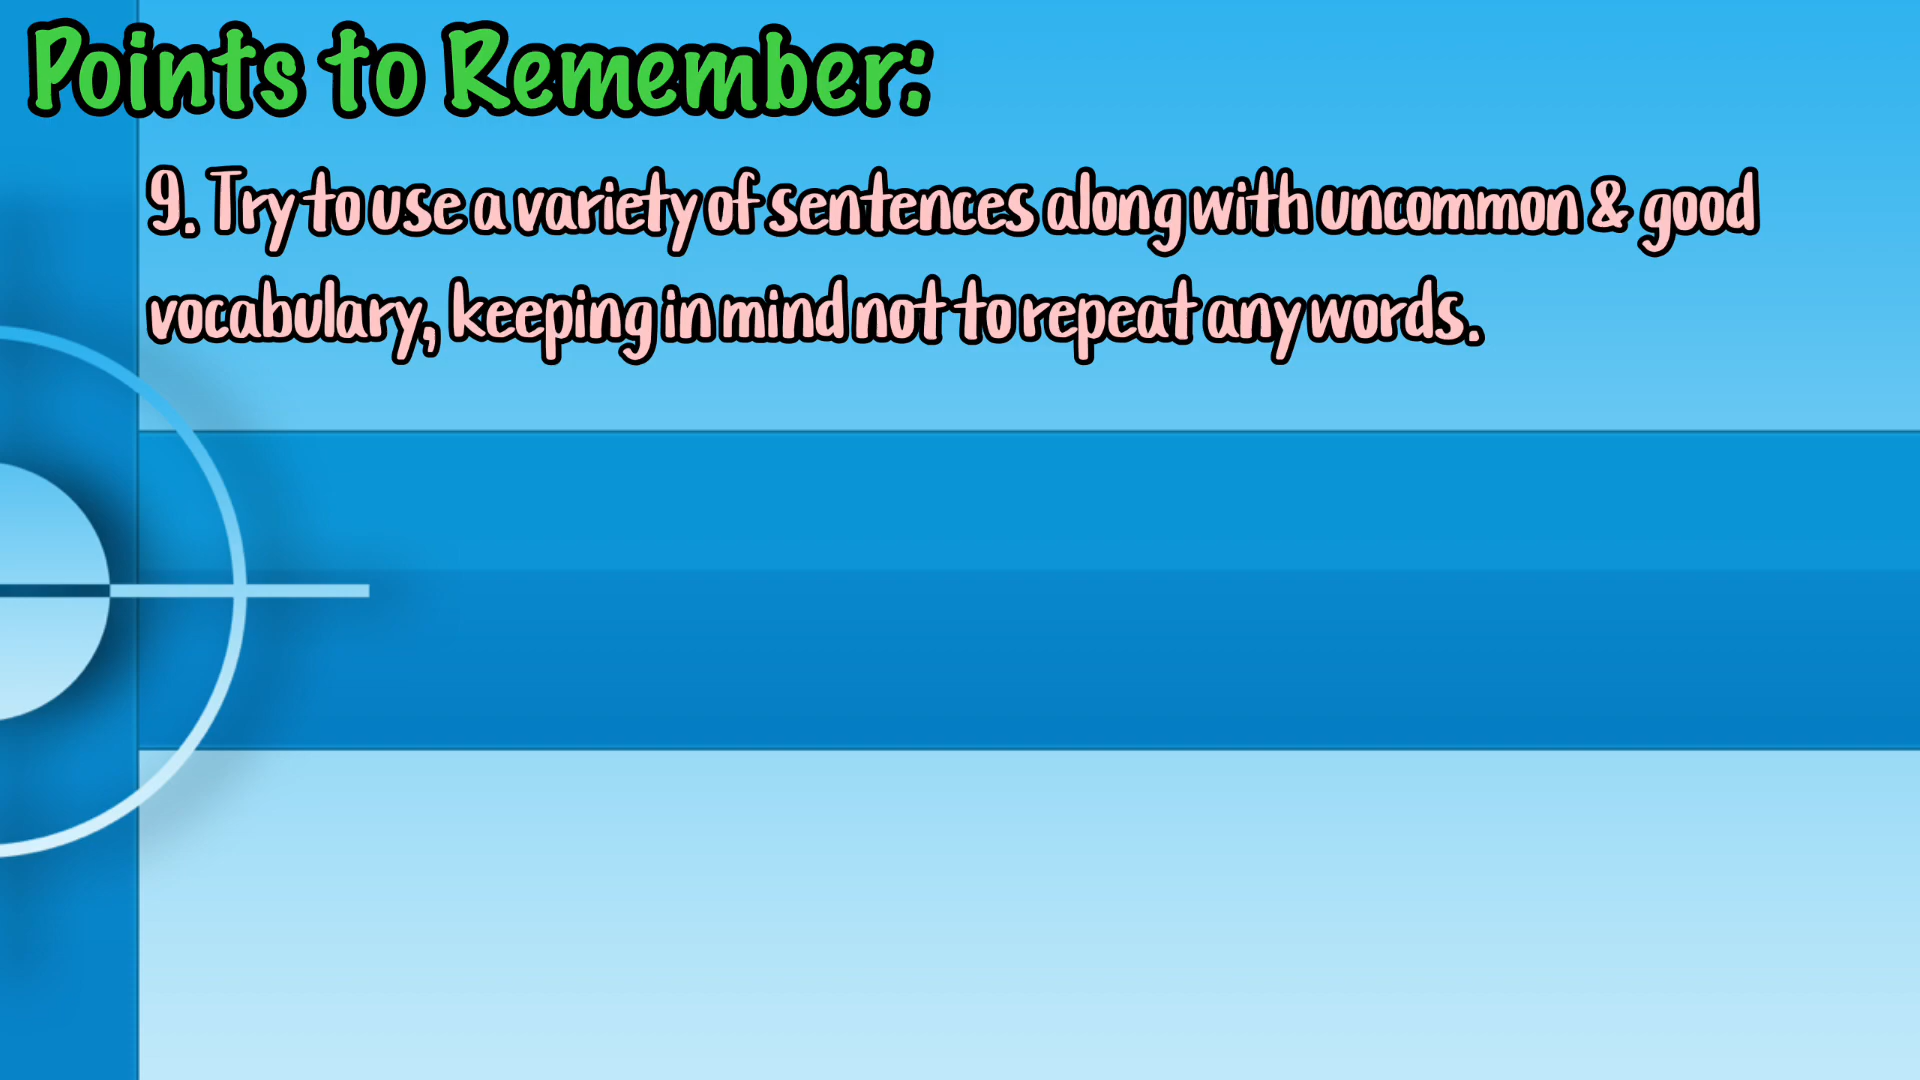 Points to Remember:
9. Try to use a variety of sentences along with uncommon & good
vocabulary, keeping in mind not to repeat any words.